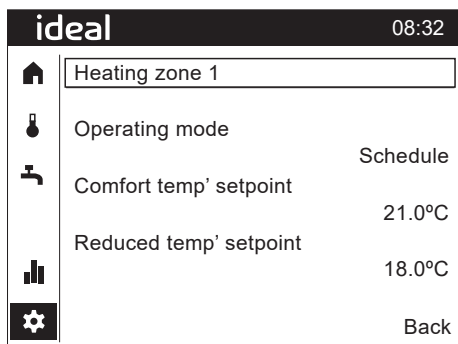 ideal
08:32
Heating zone 1
Operating mode
Schedule
Comfort temp' setpoint
21.0ºC
Reduced temp' setpoint
18.0ºC
Back